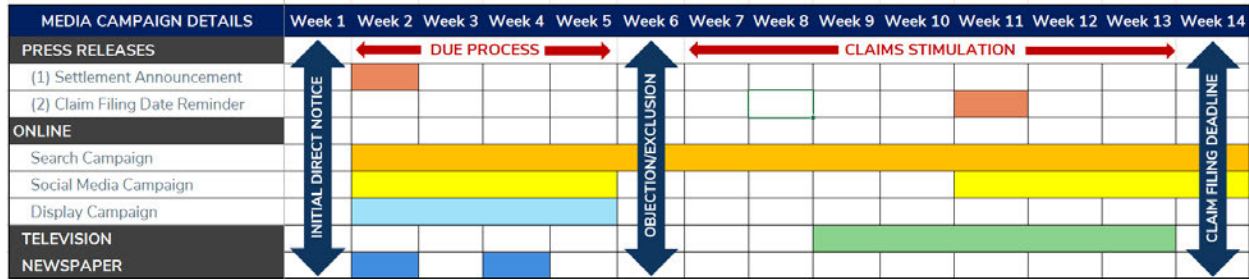 MEDIA CAMPAIGN DETAILS Week 1 Week 2 Week 3 Week 4 Week 5 Week 6 Week 7 Week 8 Week 9 Week 10 Week 11 Week 12 Week 13 Week 14
PRESS RELEASES DUE PROCESS CLAIMS STIMULATION
(1) Settlement Announcement
(2) Claim Filing Date Reminder
ONLINE
Search Campaign
Social Media Campaign
Display Campaign
TELEVISION
NEWSPAPER
INITIAL DIRECT NOTICE
OBJECTION/EXCLUSION
CLAIM FILING DEADLINE